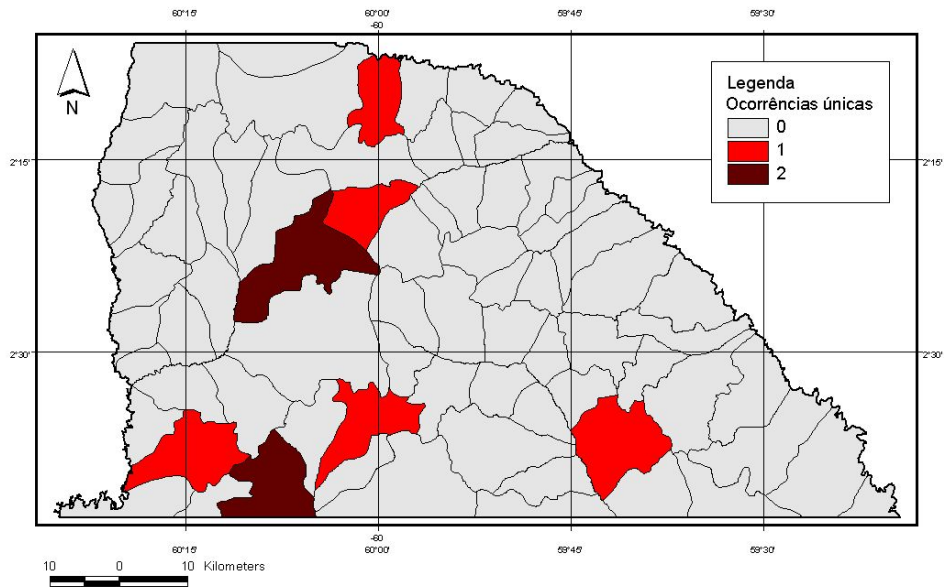 60°15' 60°00' 59°45' 59°30'
-60
N
Legenda
Ocorrências únicas
0
1
2
2°15' 2°15'
2°30' 2°30'
60°15' 60°00' 59°45' 59°30'
10 0 10 Kilometers